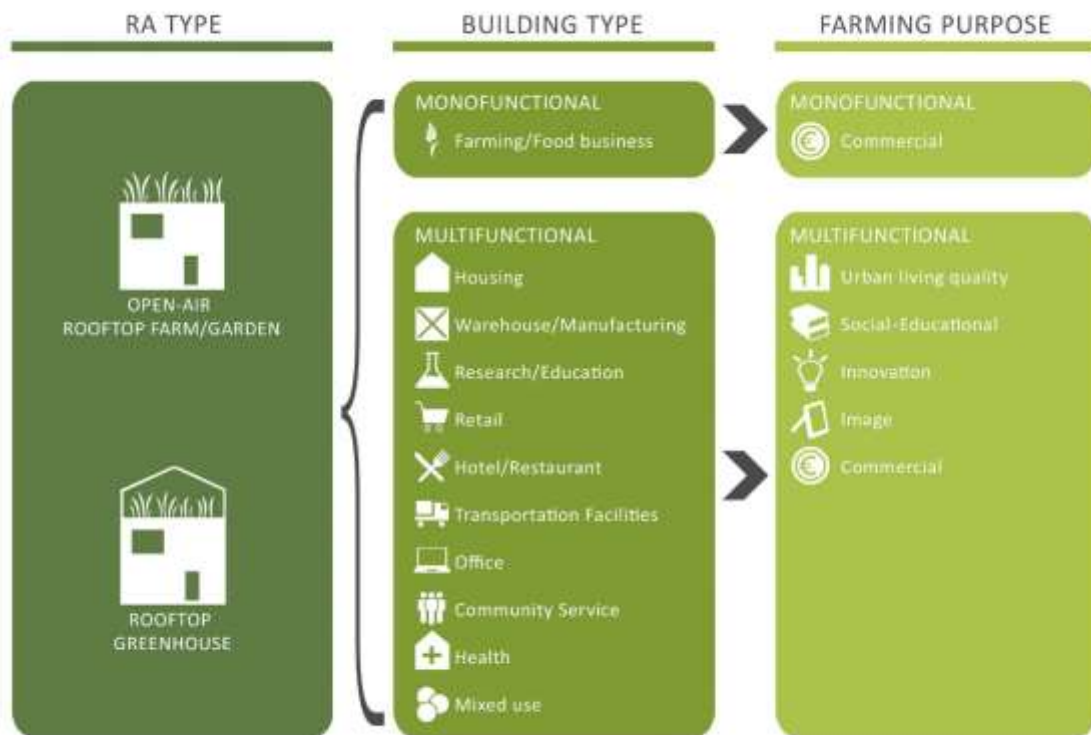 RA TYPE
BUILDING TYPE
FARMING PURPOSE
OPEN-AIR
ROOFTOP FARM/GARDEN
ROOFTOP
GREENHOUSE
MONOFUNCTIONAL
Farming/Food business
MULTIFUNCTIONAL
Housing
Warehouse/Manufacturing
Research/Education
Retail
Hotel/Restaurant
Transportation Facilities
Office
Community Service
Health
Mixed use
MONOFUNCTIONAL
Commercial
MULTIFUNCTIONAL
Urban living quality
Social-Educational
Innovation
Image
Commercial